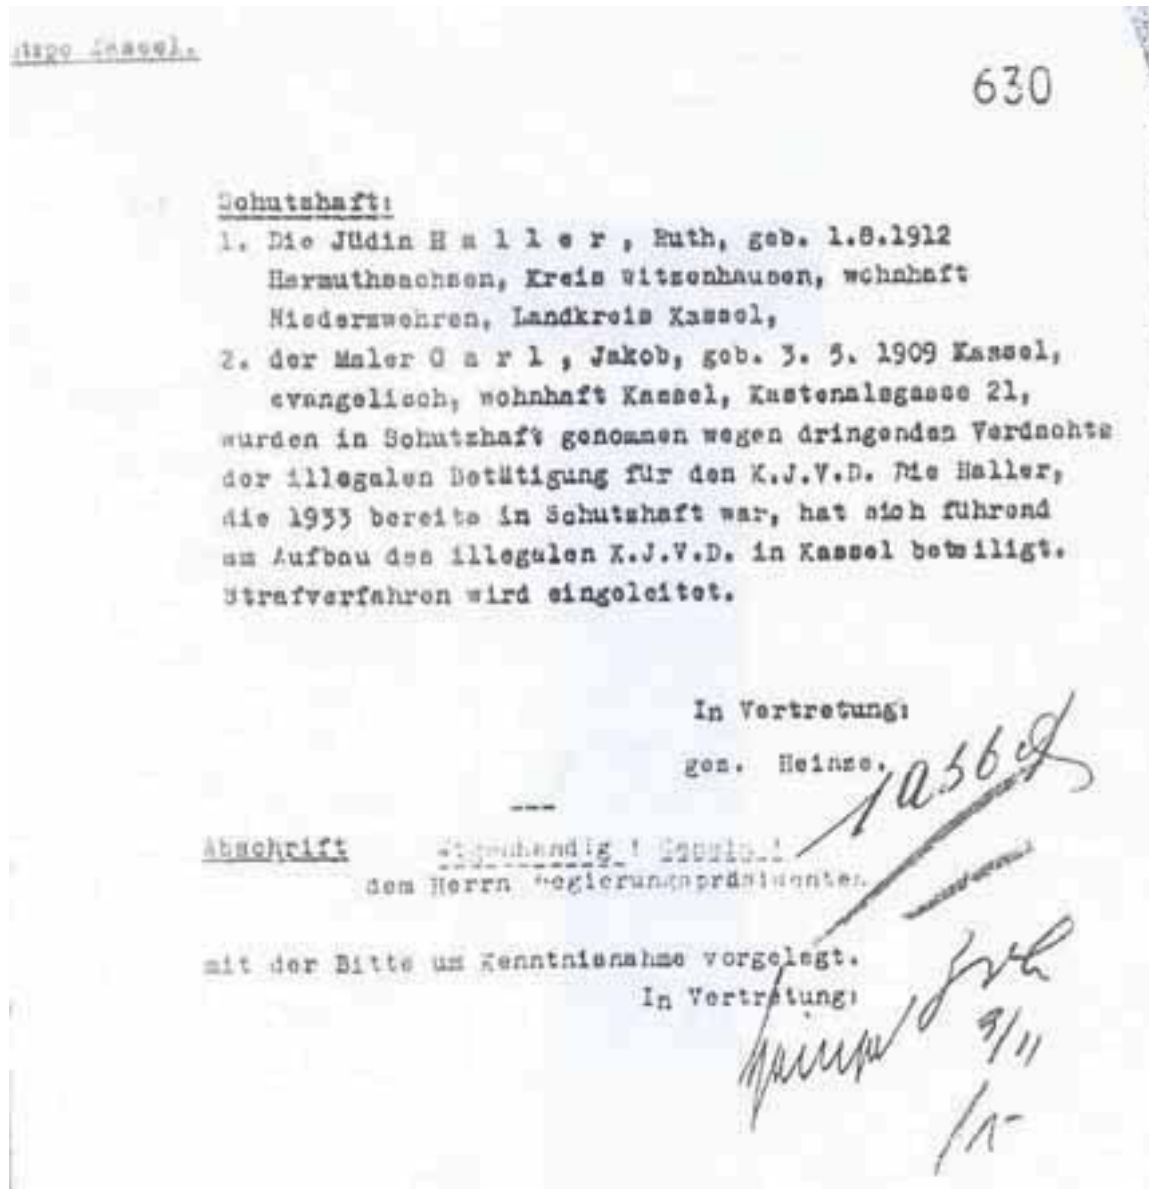 Kassel.
630
Schutzhaft:
1. Die Jüdin H a l l e r , Ruth, geb. 1.8.1912
Harmuthsachsen, Kreis Witzenhausen, wohnhaft
Niederzwehren, Landkreis Kassel,
2. der Maler G a r l , Jakob, geb. 3. 5. 1909 Kassel,
evangelisch, wohnhaft Kassel, Kastenalsgasse 21,
wurden in Schutzhaft genommen wegen dringenden Verdachts
der illegalen Betätigung für den K.J.V.D. Die Haller,
die 1933 bereits in Schutzhaft war, hat sich führend
am Aufbau des illegalen K.J.V.D. in Kassel beteiligt.
Strafverfahren wird eingeleitet.
In Vertretung:
gez. Heinze.
---
Abschrift
dem Herrn Regierungspräsidenten
mit der Bitte um Kenntnisnahme vorgelegt.
In Vertretung:
9/11